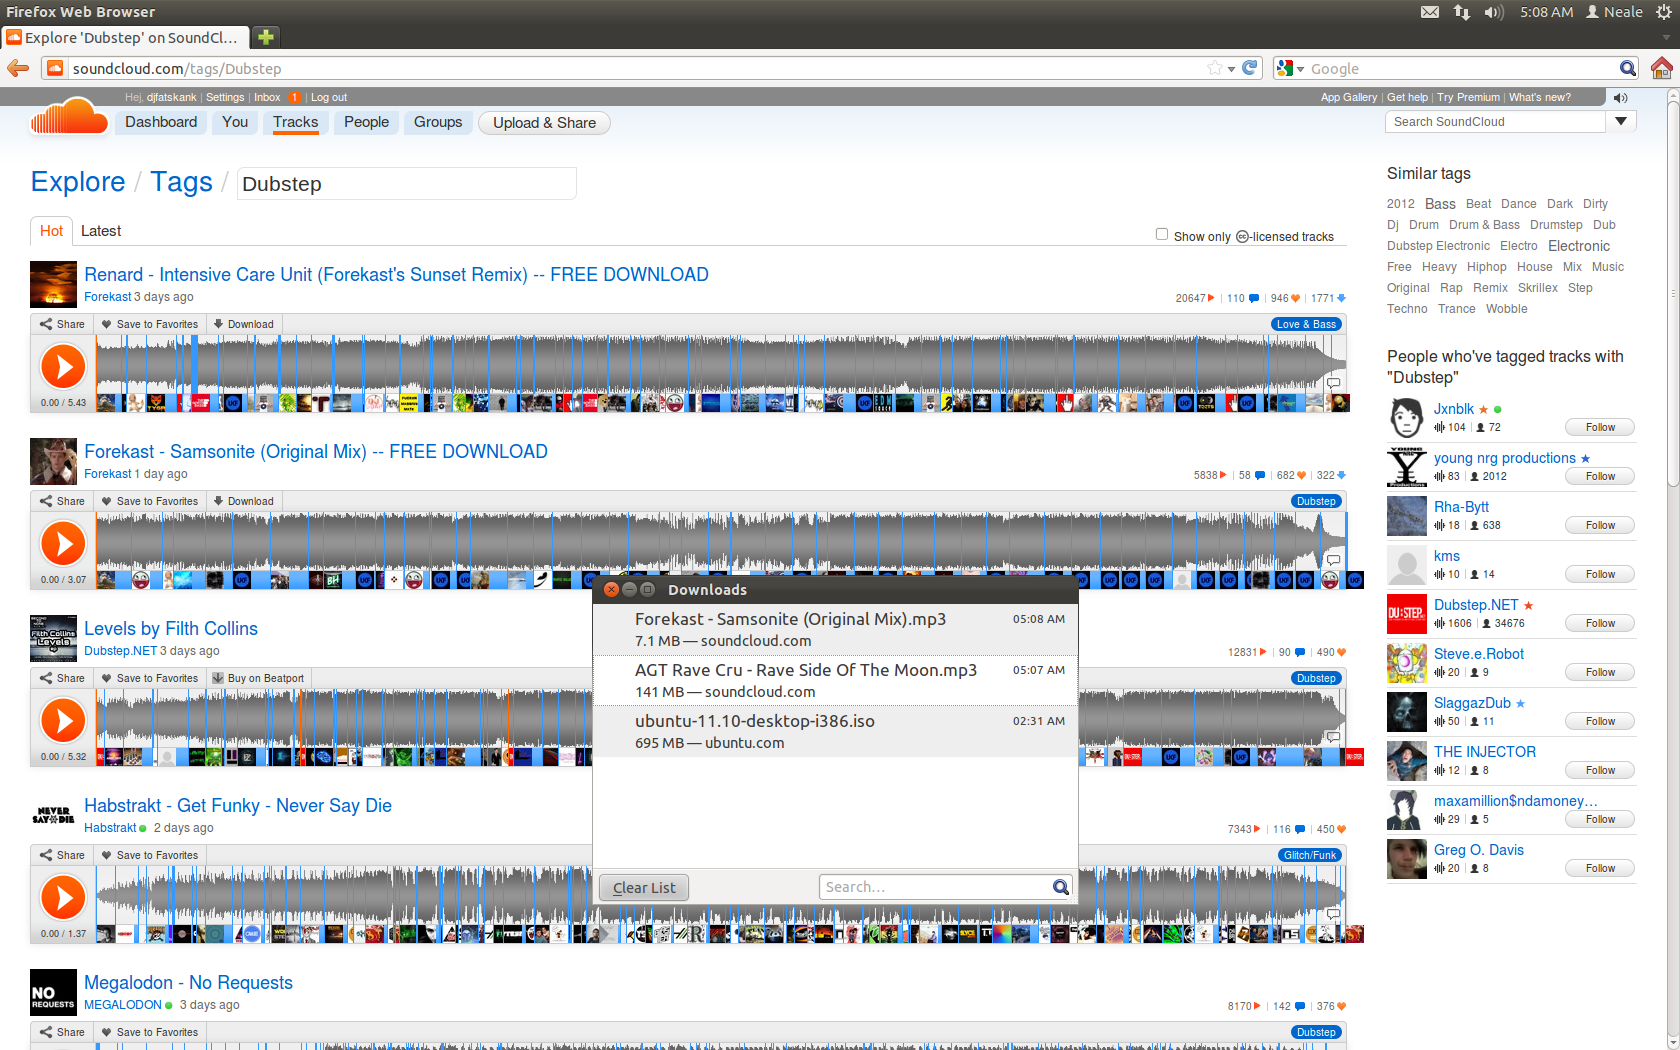 Firefox Web Browser
5:08 AM Neale
Explore 'Dubstep' on SoundCl...
soundcloud.com/tags/Dubstep
Google
Hej, djfatskank | Settings | Inbox 1 | Log out
App Gallery | Get help | Try Premium | What's new?
Dashboard You Tracks People Groups Upload & Share
Search SoundCloud
Explore / Tags / Dubstep
Hot Latest
Show only cc-licensed tracks
Renard - Intensive Care Unit (Forekast's Sunset Remix) -- FREE DOWNLOAD
Forekast 3 days ago
20647 | 110 | 946 | 1771
Share Save to Favorites Download
Love & Bass
0.00 / 5.43
Forekast - Samsonite (Original Mix) -- FREE DOWNLOAD
Forekast 1 day ago
5838 | 58 | 682 | 322
Share Save to Favorites Download
Dubstep
0.00 / 3.07
Levels by Filth Collins
Dubstep.NET 3 days ago
12831 | 90 | 490
Share Save to Favorites Buy on Beatport
Dubstep
0.00 / 5.32
NEVER
SAY DIE
Habstrakt - Get Funky - Never Say Die
Habstrakt 2 days ago
7343 | 116 | 450
Share Save to Favorites
Glitch/Funk
0.00 / 1.37
NO
REQUESTS
Megalodon - No Requests
MEGALODON 3 days ago
8170 | 142 | 376
Share Save to Favorites
Dubstep
Downloads
Forekast - Samsonite (Original Mix).mp3 05:08 AM
7.1 MB — soundcloud.com
AGT Rave Cru - Rave Side Of The Moon.mp3 05:07 AM
141 MB — soundcloud.com
ubuntu-11.10-desktop-i386.iso 02:31 AM
695 MB — ubuntu.com
Clear List
Search...
Similar tags
2012 Bass Beat Dance Dark Dirty
Dj Drum Drum & Bass Drumstep Dub
Dubstep Electronic Electro Electronic
Free Heavy Hiphop House Mix Music
Original Rap Remix Skrillex Step
Techno Trance Wobble
People who've tagged tracks with
"Dubstep"
Jxnblk
104 | 72 Follow
young nrg productions
83 | 2012 Follow
Rha-Bytt
18 | 638 Follow
kms
10 | 14 Follow
Dubstep.NET
1606 | 34676 Follow
Steve.e.Robot
20 | 9 Follow
SlaggazDub
50 | 11 Follow
THE INJECTOR
12 | 8 Follow
maxamillion$ndamoney...
29 | 5 Follow
Greg O. Davis
20 | 8 Follow